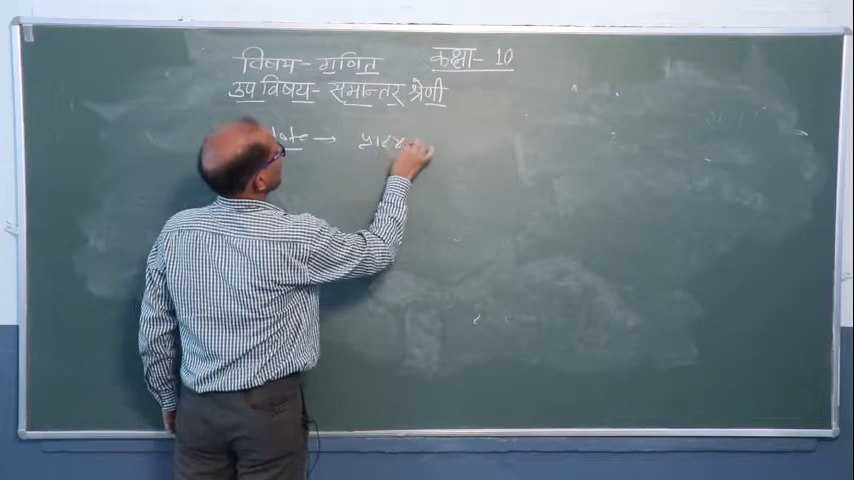 विषय- गणित कक्षा- 10
उप विषय- समान्तर श्रेणी
→